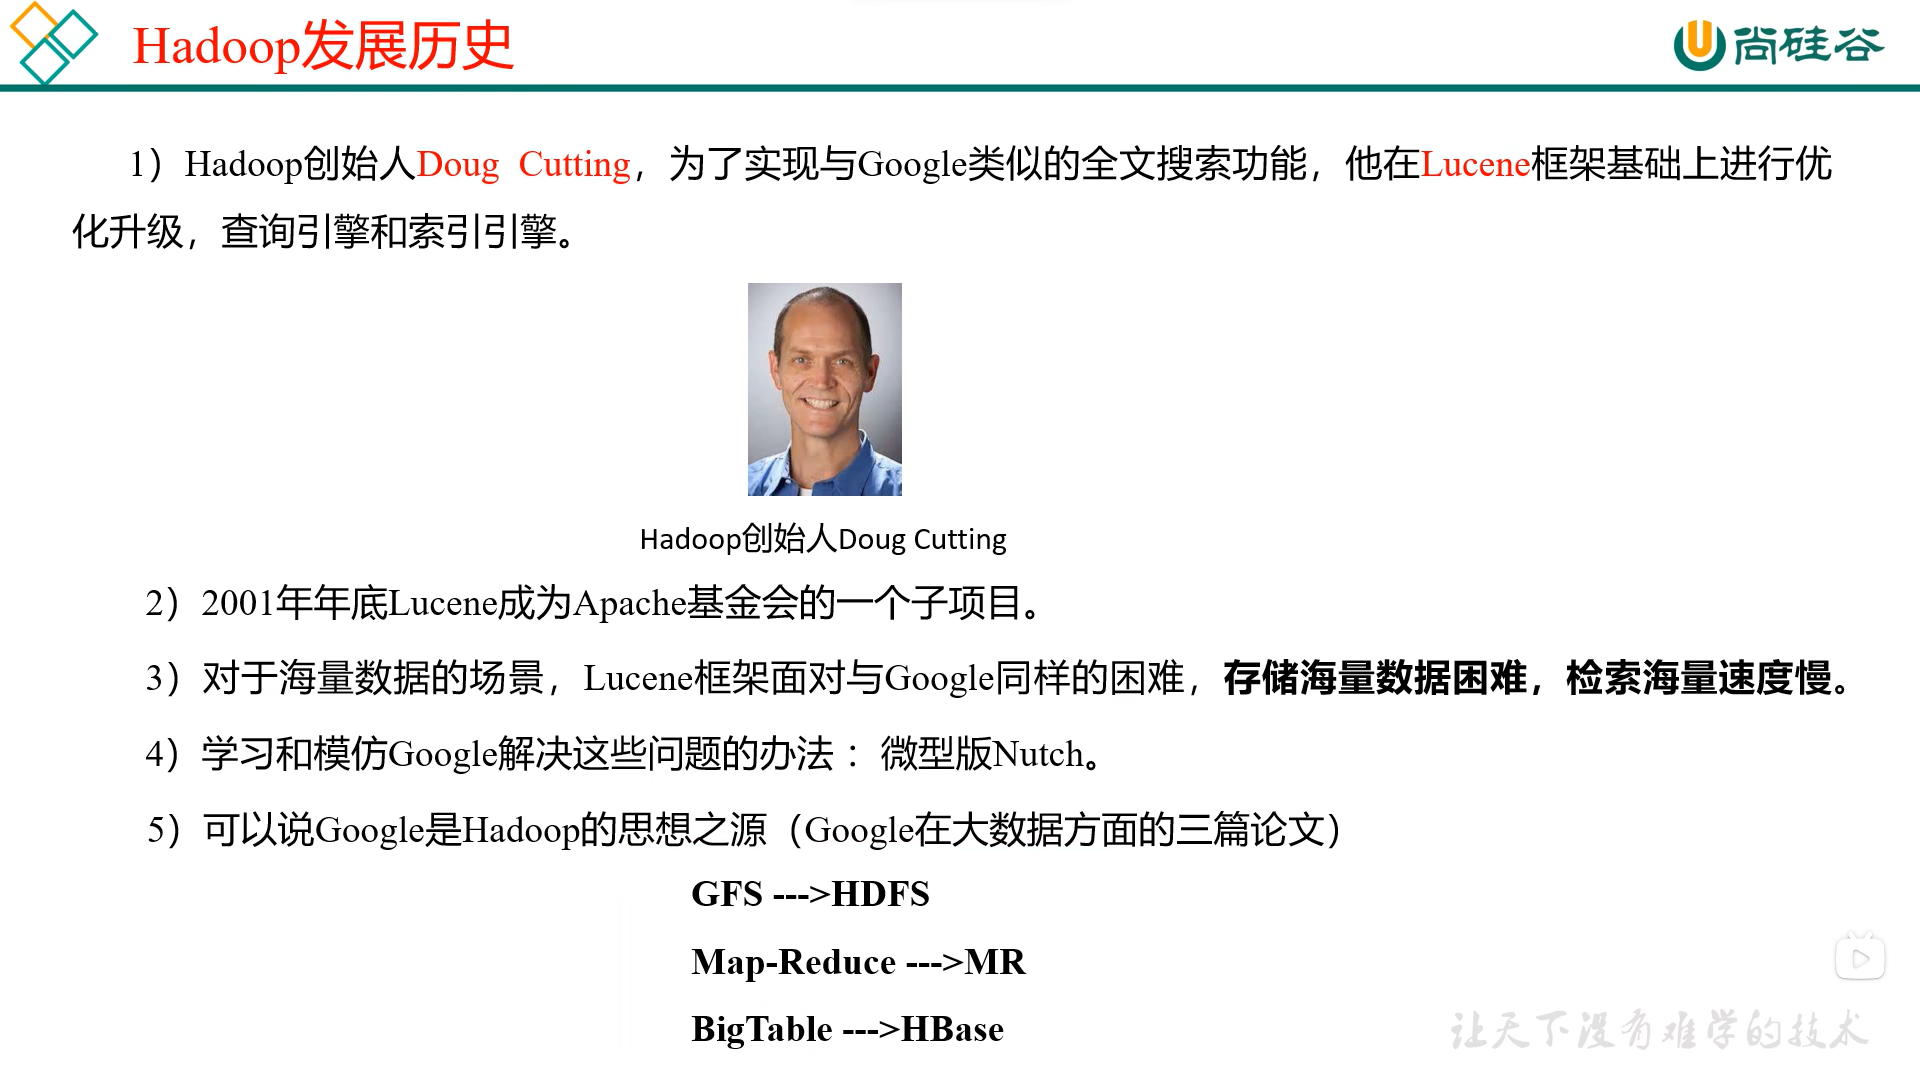 Hadoop发展历史
尚硅谷
1）Hadoop创始人Doug Cutting，为了实现与Google类似的全文搜索功能，他在Lucene框架基础上进行优
化升级，查询引擎和索引引擎。
Hadoop创始人Doug Cutting
2）2001年年底Lucene成为Apache基金会的一个子项目。
3）对于海量数据的场景，Lucene框架面对与Google同样的困难，存储海量数据困难，检索海量速度慢。
4）学习和模仿Google解决这些问题的办法 ：微型版Nutch。
5）可以说Google是Hadoop的思想之源（Google在大数据方面的三篇论文）
GFS --->HDFS
Map-Reduce --->MR
BigTable --->HBase
让天下没有难学的技术